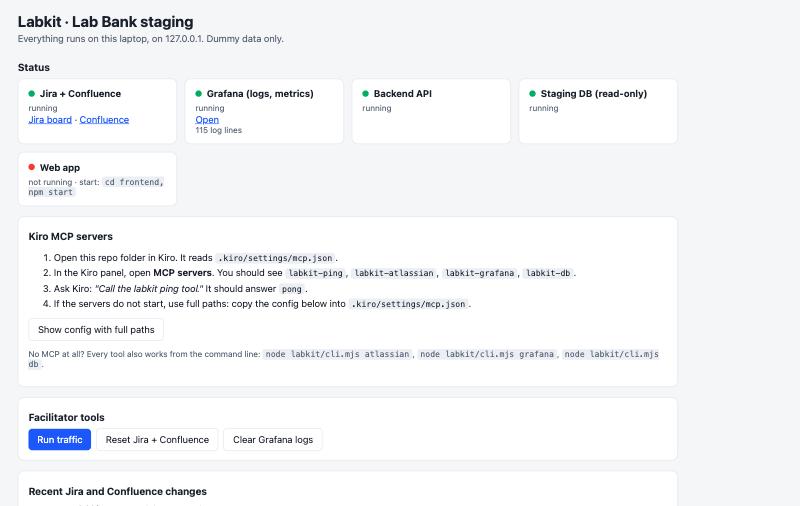 Labkit · Lab Bank staging
Everything runs on this laptop, on 127.0.0.1. Dummy data only.
Status
Jira + Confluence
running
Jira board · Confluence
Grafana (logs, metrics)
running
Open
115 log lines
Backend API
running
Staging DB (read-only)
running
Web app
not running · start: cd frontend,
npm start
Kiro MCP servers
1. Open this repo folder in Kiro. It reads .kiro/settings/mcp.json.
2. In the Kiro panel, open MCP servers. You should see labkit-ping, labkit-atlassian, labkit-grafana, labkit-db.
3. Ask Kiro: "Call the labkit ping tool." It should answer pong.
4. If the servers do not start, use full paths: copy the config below into .kiro/settings/mcp.json.
Show config with full paths
No MCP at all? Every tool also works from the command line: node labkit/cli.mjs atlassian, node labkit/cli.mjs grafana, node labkit/cli.mjs
db.
Facilitator tools
Run traffic
Reset Jira + Confluence
Clear Grafana logs
Recent Jira and Confluence changes